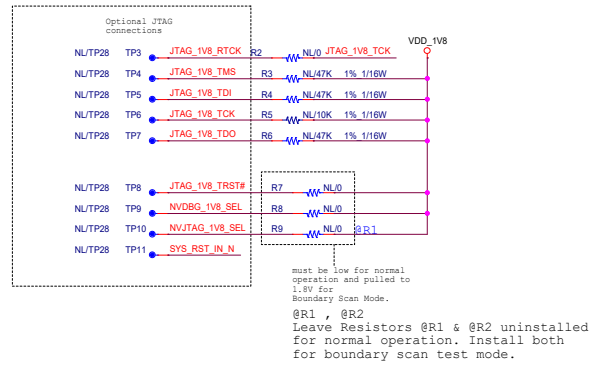 Optional JTAG
connections
VDD_1V8
NL/TP28 TP3 JTAG_1V8_RTCK R2 NL/0 JTAG_1V8_TCK
NL/TP28 TP4 JTAG_1V8_TMS R3 NL/47K 1%_1/16W
NL/TP28 TP5 JTAG_1V8_TDI R4 NL/47K 1%_1/16W
NL/TP28 TP6 JTAG_1V8_TCK R5 NL/10K 1%_1/16W
NL/TP28 TP7 JTAG_1V8_TDO R6 NL/47K 1%_1/16W
NL/TP28 TP8 JTAG_1V8_TRST# R7 NL/0
NL/TP28 TP9 NVDBG_1V8_SEL R8 NL/0
NL/TP28 TP10 NVJTAG_1V8_SEL R9 NL/0 @R1
NL/TP28 TP11 SYS_RST_IN_N
must be low for normal
operation and pulled to
1.8V for
Boundary Scan Mode.
@R1 , @R2
Leave Resistors @R1 & @R2 uninstalled
for normal operation. Install both
for boundary scan test mode.